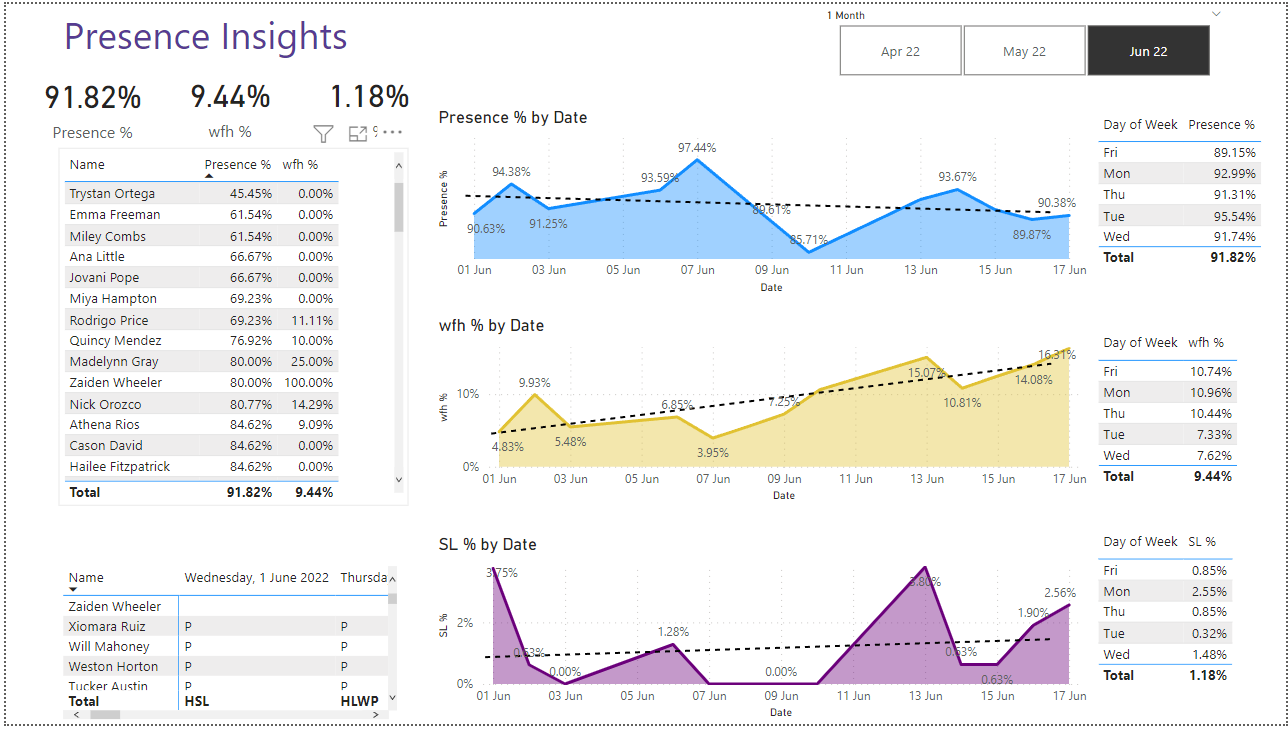 Presence Insights
1 Month
Apr 22
May 22
Jun 22
91.82%
9.44%
1.18%
Presence %
wfh %
Name Presence % wfh %
Trystan Ortega 45.45% 0.00%
Emma Freeman 61.54% 0.00%
Miley Combs 61.54% 0.00%
Ana Little 66.67% 0.00%
Jovani Pope 66.67% 0.00%
Miya Hampton 69.23% 0.00%
Rodrigo Price 69.23% 11.11%
Quincy Mendez 76.92% 10.00%
Madelynn Gray 80.00% 25.00%
Zaiden Wheeler 80.00% 100.00%
Nick Orozco 80.77% 14.29%
Athena Rios 84.62% 9.09%
Cason David 84.62% 0.00%
Hailee Fitzpatrick 84.62% 0.00%
Total 91.82% 9.44%
Name Wednesday, 1 June 2022 Thursda
Zaiden Wheeler
Xiomara Ruiz P P
Will Mahoney P P
Weston Horton P P
Tucker Austin P P
Total HSL HLWP
Presence % by Date
Presence %
90.63%
94.38%
91.25%
93.59%
97.44%
89.61%
85.71%
93.67%
89.87%
90.38%
01 Jun 03 Jun 05 Jun 07 Jun 09 Jun 11 Jun 13 Jun 15 Jun 17 Jun
Date
Day of Week Presence %
Fri 89.15%
Mon 92.99%
Thu 91.31%
Tue 95.54%
Wed 91.74%
Total 91.82%
wfh % by Date
wfh %
10%
0%
4.83%
9.93%
5.48%
6.85%
3.95%
7.25%
15.07%
10.81%
14.08%
16.31%
01 Jun 03 Jun 05 Jun 07 Jun 09 Jun 11 Jun 13 Jun 15 Jun 17 Jun
Date
Day of Week wfh %
Fri 10.74%
Mon 10.96%
Thu 10.44%
Tue 7.33%
Wed 7.62%
Total 9.44%
SL % by Date
SL %
2%
0%
3.75%
0.63%
0.00%
1.28%
0.00%
3.80%
0.63%
0.63%
1.90%
2.56%
01 Jun 03 Jun 05 Jun 07 Jun 09 Jun 11 Jun 13 Jun 15 Jun 17 Jun
Date
Day of Week SL %
Fri 0.85%
Mon 2.55%
Thu 0.85%
Tue 0.32%
Wed 1.48%
Total 1.18%